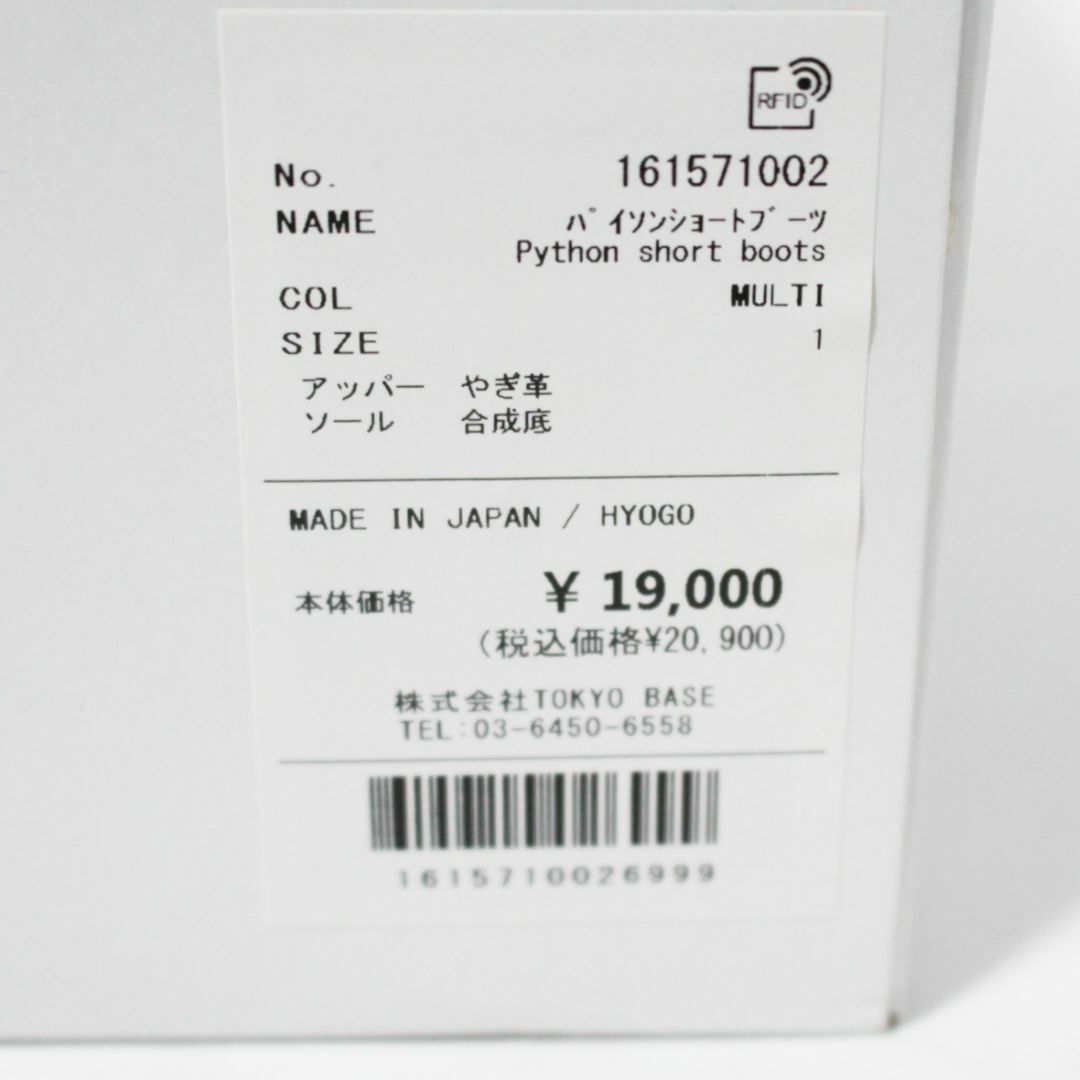 RFID
No. 161571002
NAME ﾊﾟｲｿﾝｼｮｰﾄﾌﾞｰﾂ
Python short boots
COL MULTI
SIZE 1
アッパー やぎ革
ソール 合成底
MADE IN JAPAN / HYOGO
本体価格 ¥ 19,000
(税込価格¥20,900)
株式会社TOKYO BASE
TEL:03-6450-6558
1615710026999